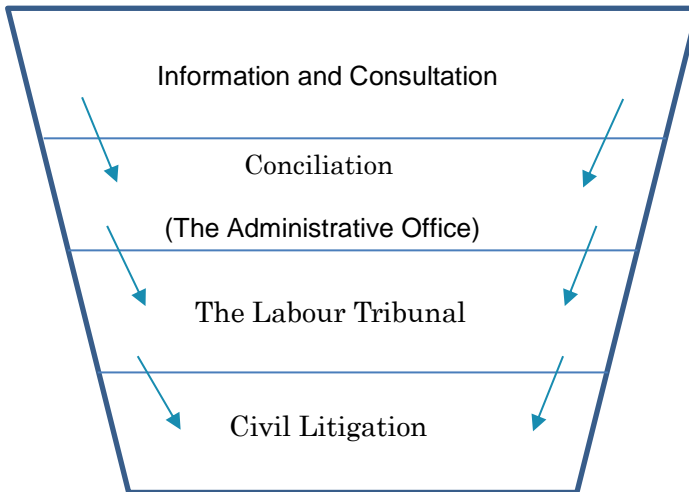 Information and Consultation
Conciliation
(The Administrative Office)
The Labour Tribunal
Civil Litigation